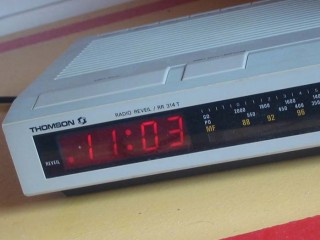 RADIO REVEIL / RR 314 T
THOMSON
REVEIL
11:03
GO
PO
MF 88 92 96